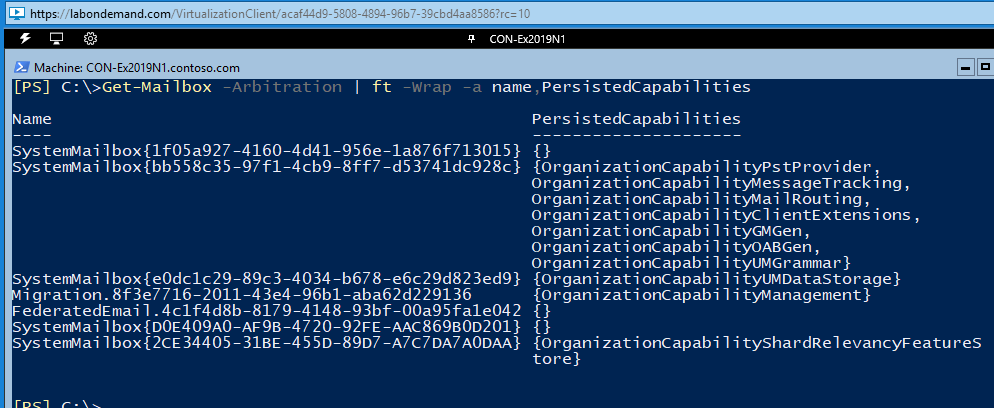 https://labondemand.com/VirtualizationClient/acaf44d9-5808-4894-96b7-39cbd4aa8586?rc=10
CON-Ex2019N1
Machine: CON-Ex2019N1.contoso.com
[PS] C:\>Get-Mailbox -Arbitration | ft -Wrap -a name,PersistedCapabilities
Name PersistedCapabilities
---- ---------------------
SystemMailbox{1f05a927-4160-4d41-956e-1a876f713015} {}
SystemMailbox{bb558c35-97f1-4cb9-8ff7-d53741dc928c} {OrganizationCapabilityPstProvider,
OrganizationCapabilityMessageTracking,
OrganizationCapabilityMailRouting,
OrganizationCapabilityClientExtensions,
OrganizationCapabilityGMGen,
OrganizationCapabilityOABGen,
OrganizationCapabilityUMGrammar}
SystemMailbox{e0dc1c29-89c3-4034-b678-e6c29d823ed9} {OrganizationCapabilityUMDataStorage}
Migration.8f3e7716-2011-43e4-96b1-aba62d229136 {OrganizationCapabilityManagement}
FederatedEmail.4c1f4d8b-8179-4148-93bf-00a95fa1e042 {}
SystemMailbox{D0E409A0-AF9B-4720-92FE-AAC869B0D201} {}
SystemMailbox{2CE34405-31BE-455D-89D7-A7C7DA7A0DAA} {OrganizationCapabilityShardRelevancyFeatureS
tore}
[PS] C:\>